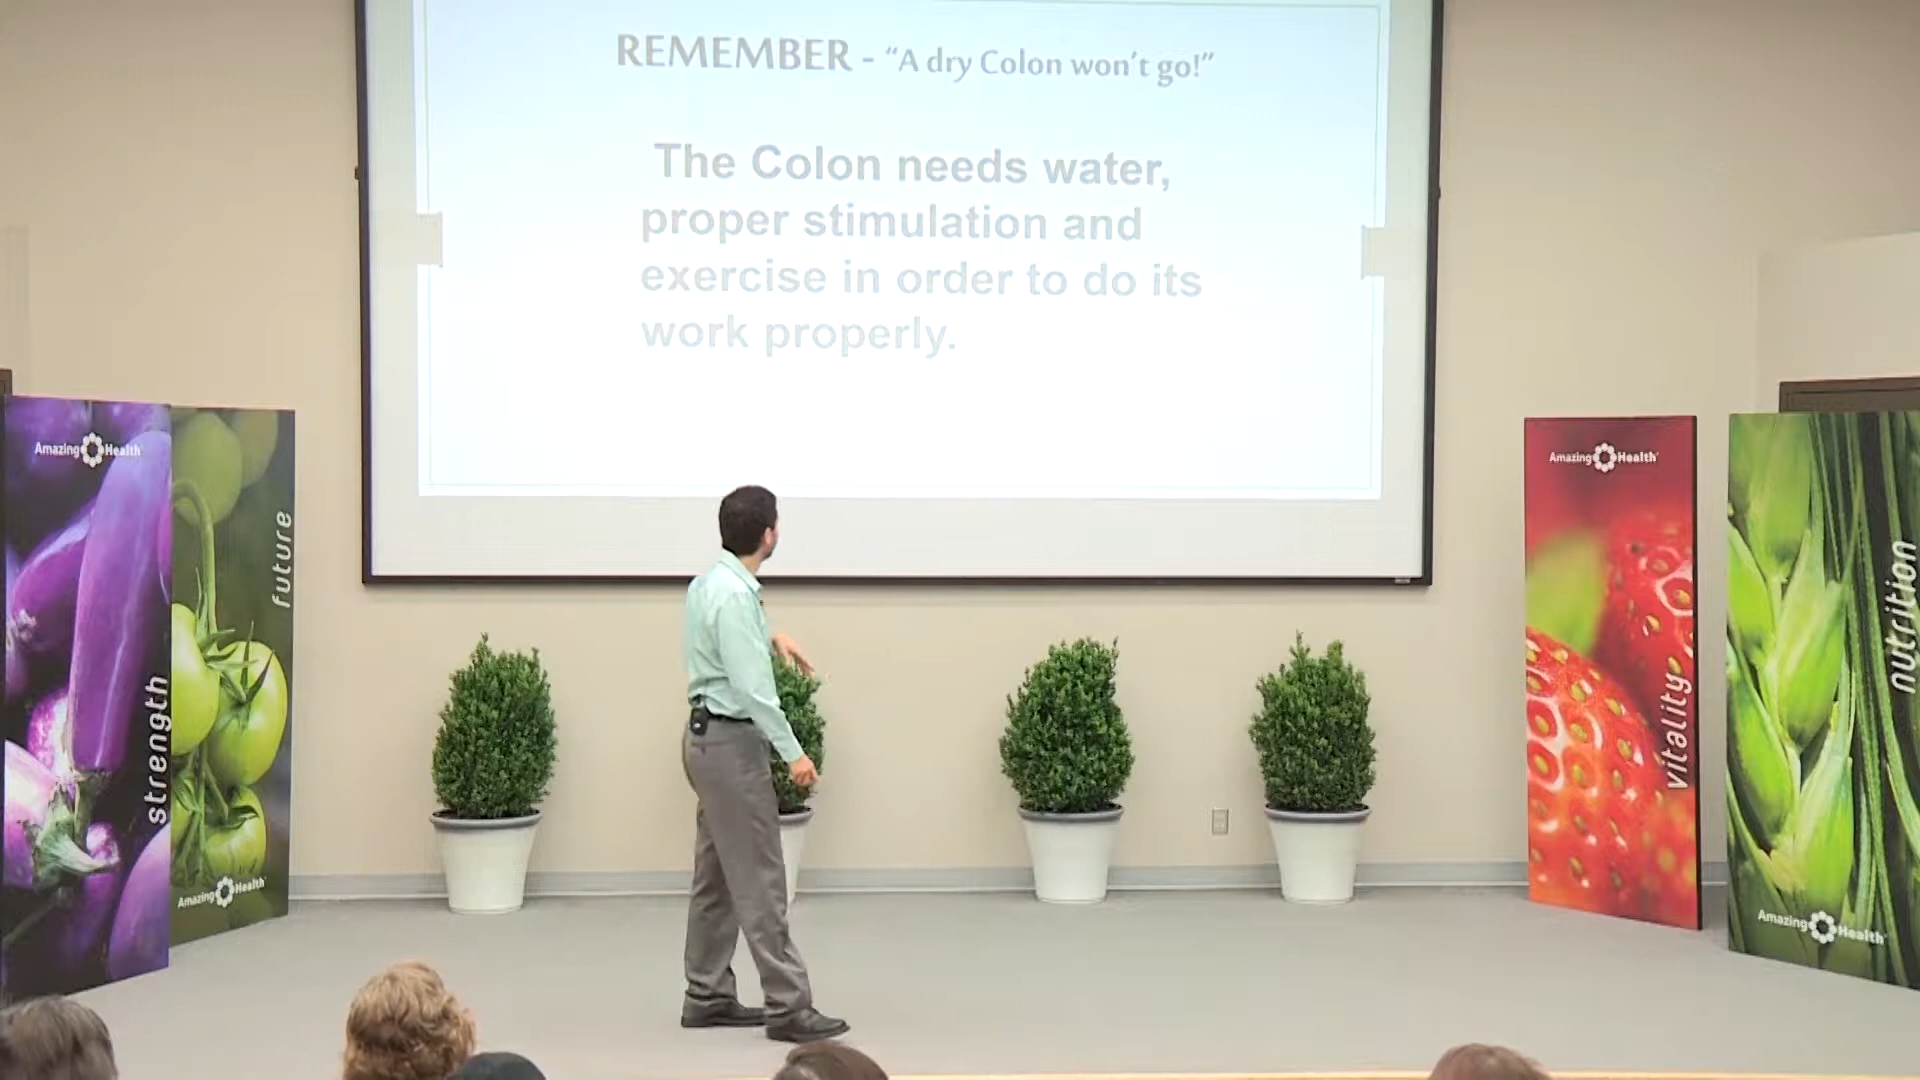 REMEMBER - “A dry Colon won’t go!”
The Colon needs water,
proper stimulation and
exercise in order to do its
work properly.
Amazing Health
strength
future
Amazing Health
Amazing Health
vitality
nutrition
Amazing Health